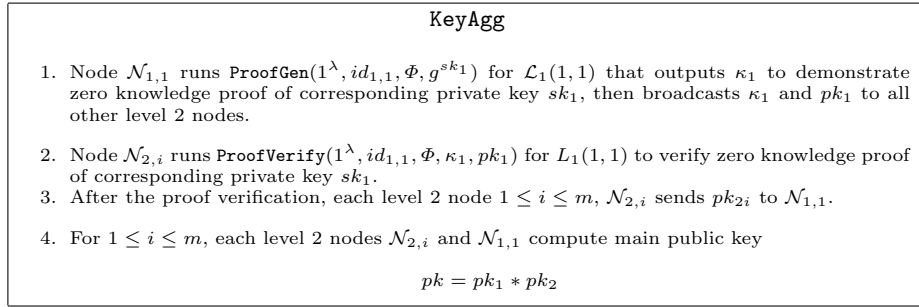 KeyAgg
1. Node 𝒩₁,₁ runs ProofGen(1^λ, id₁,₁, Φ, g^{sk₁}) for ℒ₁(1, 1) that outputs κ₁ to demonstrate
zero knowledge proof of corresponding private key sk₁, then broadcasts κ₁ and pk₁ to all
other level 2 nodes.
2. Node 𝒩₂,ᵢ runs ProofVerify(1^λ, id₁,₁, Φ, κ₁, pk₁) for L₁(1, 1) to verify zero knowledge proof
of corresponding private key sk₁.
3. After the proof verification, each level 2 node 1 ≤ i ≤ m, 𝒩₂,ᵢ sends pk₂ᵢ to 𝒩₁,₁.
4. For 1 ≤ i ≤ m, each level 2 nodes 𝒩₂,ᵢ and 𝒩₁,₁ compute main public key
pk = pk₁ * pk₂